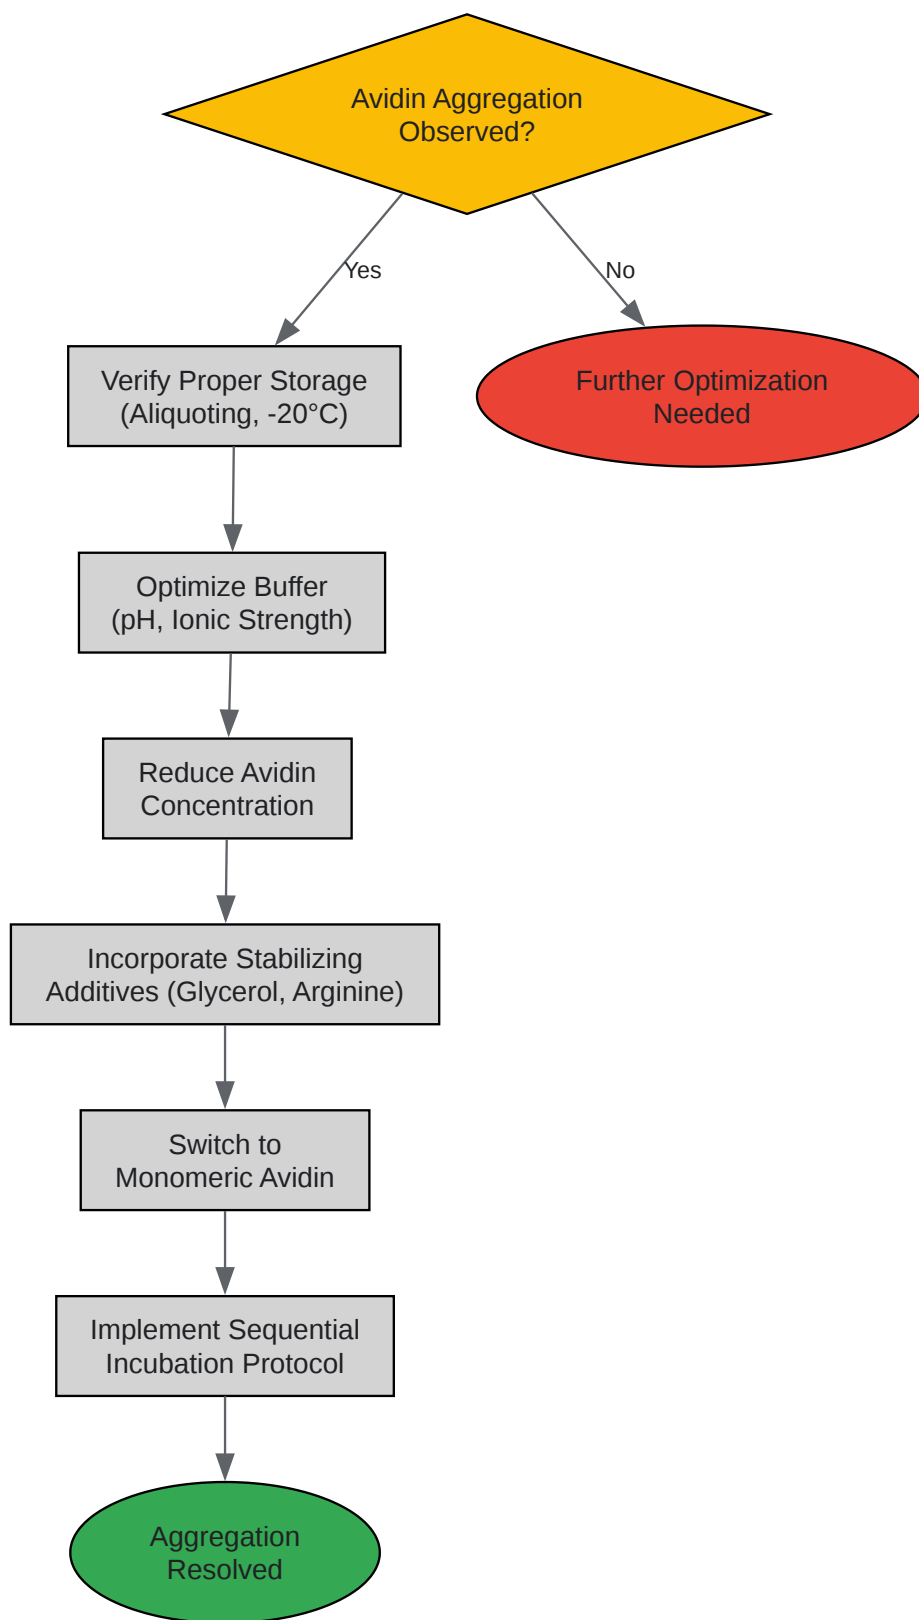 Avidin Aggregation
Observed?
Yes
No
Verify Proper Storage
(Aliquoting, -20°C)
Further Optimization
Needed
Optimize Buffer
(pH, Ionic Strength)
Reduce Avidin
Concentration
Incorporate Stabilizing
Additives (Glycerol, Arginine)
Switch to
Monomeric Avidin
Implement Sequential
Incubation Protocol
Aggregation
Resolved